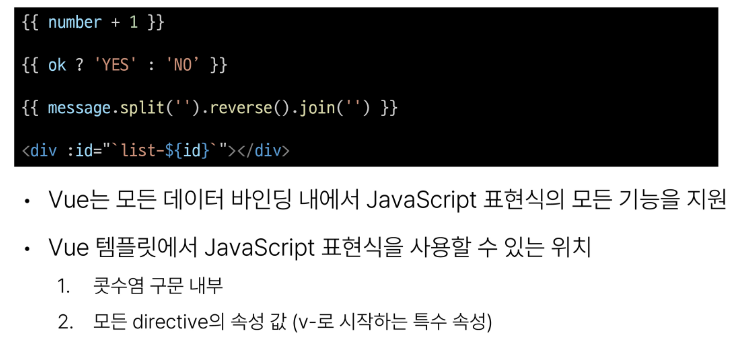 {{ number + 1 }}
{{ ok ? 'YES' : 'NO’ }}
{{ message.split('').reverse().join('') }}
<div :id="`list-${id}`"></div>
• Vue는 모든 데이터 바인딩 내에서 JavaScript 표현식의 모든 기능을 지원
• Vue 템플릿에서 JavaScript 표현식을 사용할 수 있는 위치
1. 콧수염 구문 내부
2. 모든 directive의 속성 값 (v-로 시작하는 특수 속성)